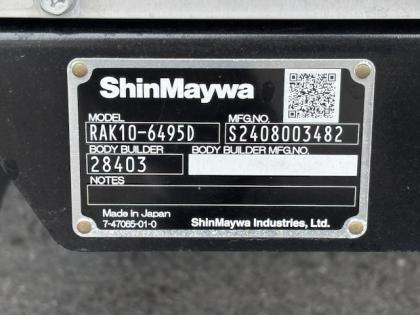 ShinMaywa
MODEL MFG.NO.
RAK10-6495D S2408003482
BODY BUILDER BODY BUILDER MFG.NO.
28403
NOTES
Made in Japan
7-47065-01-0 ShinMaywa Industries, Ltd.